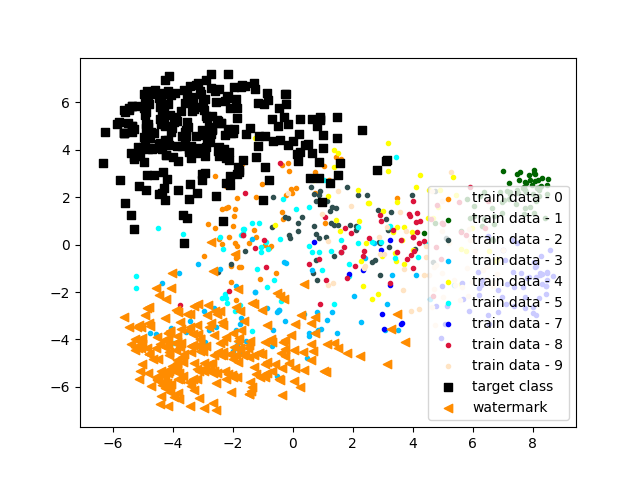 6
4
2
0
−2
−4
−6
−6
−4
−2
0
2
4
6
8
train data - 0
train data - 1
train data - 2
train data - 3
train data - 4
train data - 5
train data - 7
train data - 8
train data - 9
target class
watermark